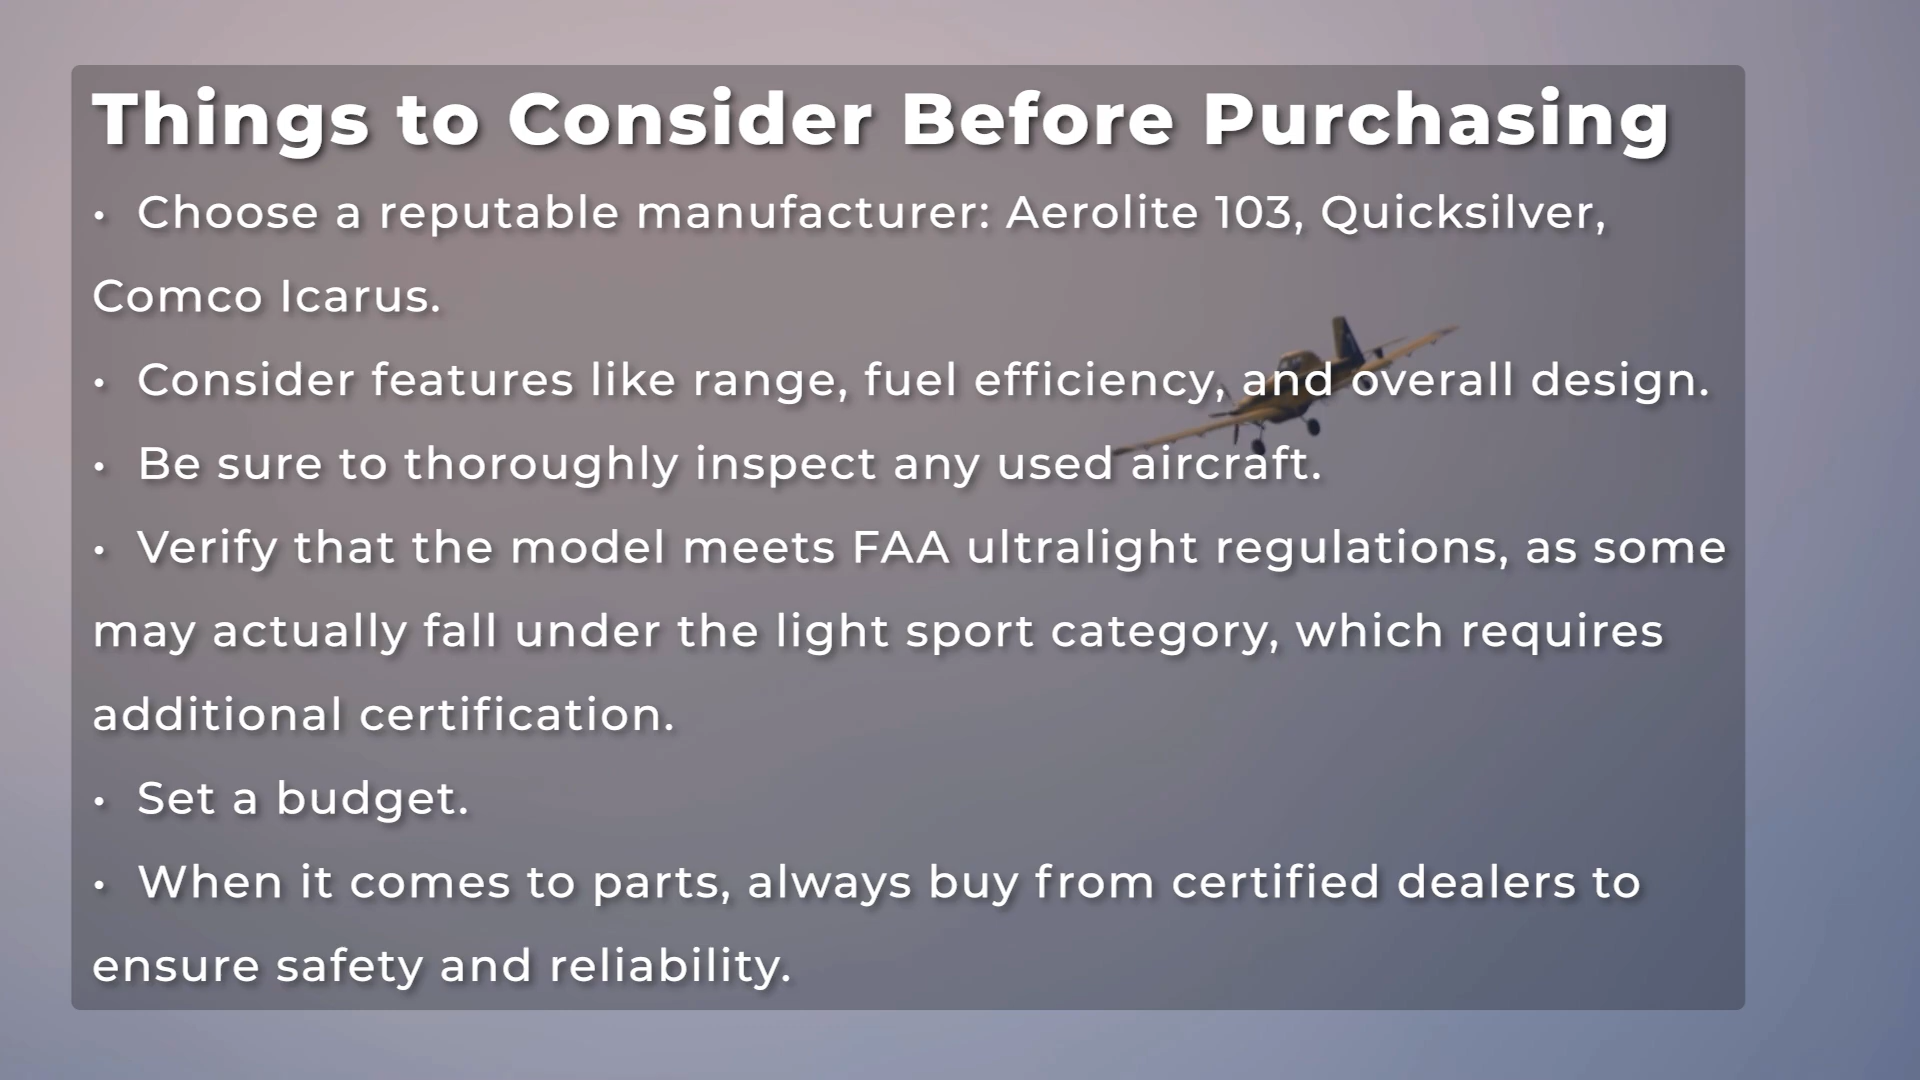 Things to Consider Before Purchasing
• Choose a reputable manufacturer: Aerolite 103, Quicksilver,
Comco Icarus.
• Consider features like range, fuel efficiency, and overall design.
• Be sure to thoroughly inspect any used aircraft.
• Verify that the model meets FAA ultralight regulations, as some
may actually fall under the light sport category, which requires
additional certification.
• Set a budget.
• When it comes to parts, always buy from certified dealers to
ensure safety and reliability.